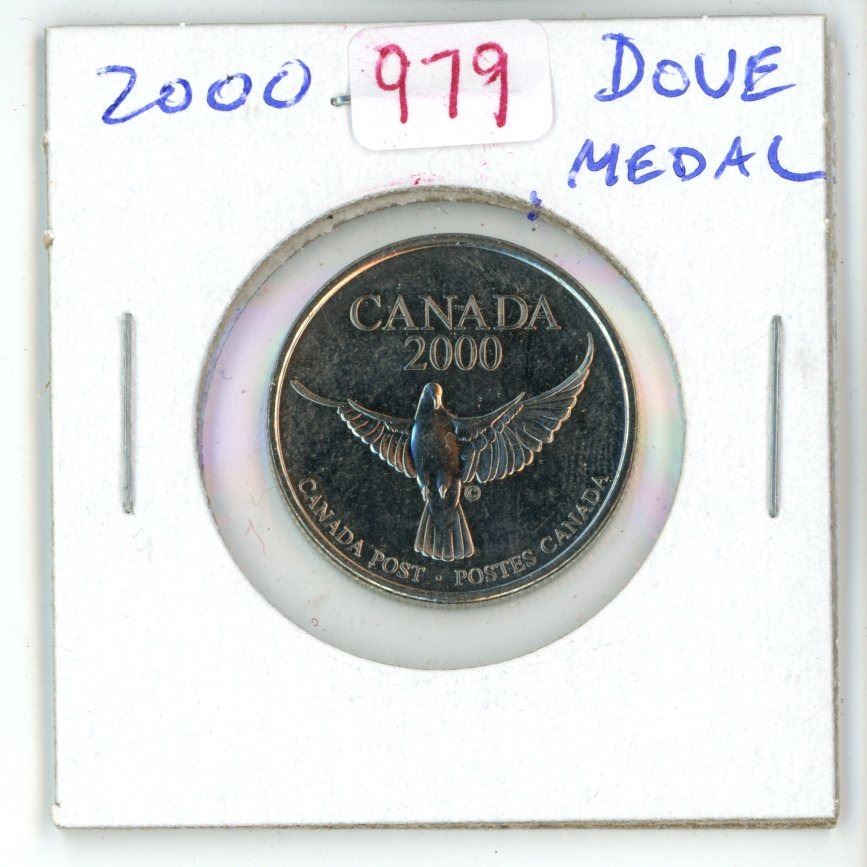 2000 979 DOVE
MEDAL
CANADA
2000
©
CANADA POST · POSTES CANADA